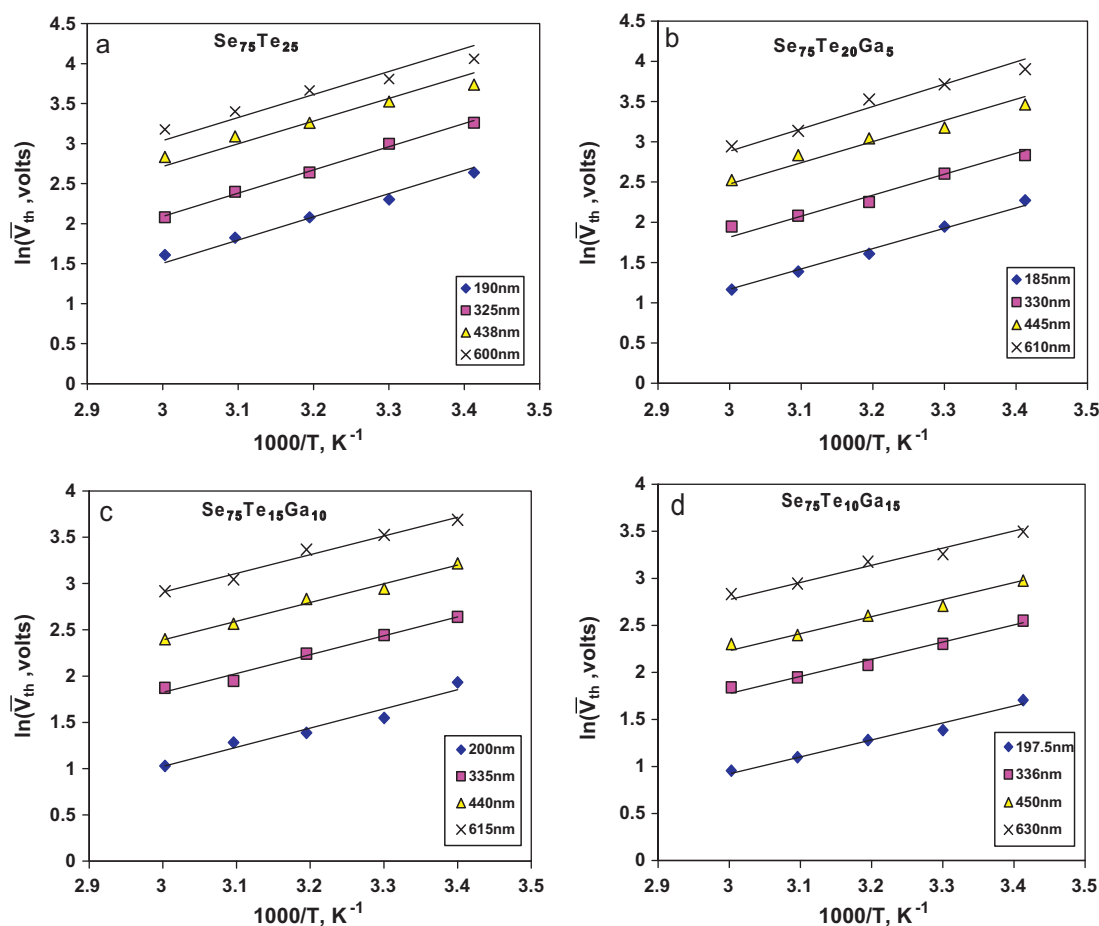 a
Se₇₅Te₂₅
ln(V̅th ,volts)
4.5
4
3.5
3
2.5
2
1.5
1
0.5
0
2.9 3 3.1 3.2 3.3 3.4 3.5
1000/T, K⁻¹
190nm
325nm
438nm
600nm
b
Se₇₅Te₂₀Ga₅
ln(V̅th ,volts)
4.5
4
3.5
3
2.5
2
1.5
1
0.5
0
2.9 3 3.1 3.2 3.3 3.4 3.5
1000/T, K⁻¹
185nm
330nm
445nm
610nm
c
Se₇₅Te₁₅Ga₁₀
ln(V̅th ,volts)
4
3.5
3
2.5
2
1.5
1
0.5
0
2.9 3 3.1 3.2 3.3 3.4 3.5
1000/T, K⁻¹
200nm
335nm
440nm
615nm
d
Se₇₅Te₁₀Ga₁₅
ln(V̅th ,volts)
4
3.5
3
2.5
2
1.5
1
0.5
0
2.9 3 3.1 3.2 3.3 3.4 3.5
1000/T, K⁻¹
197.5nm
336nm
450nm
630nm